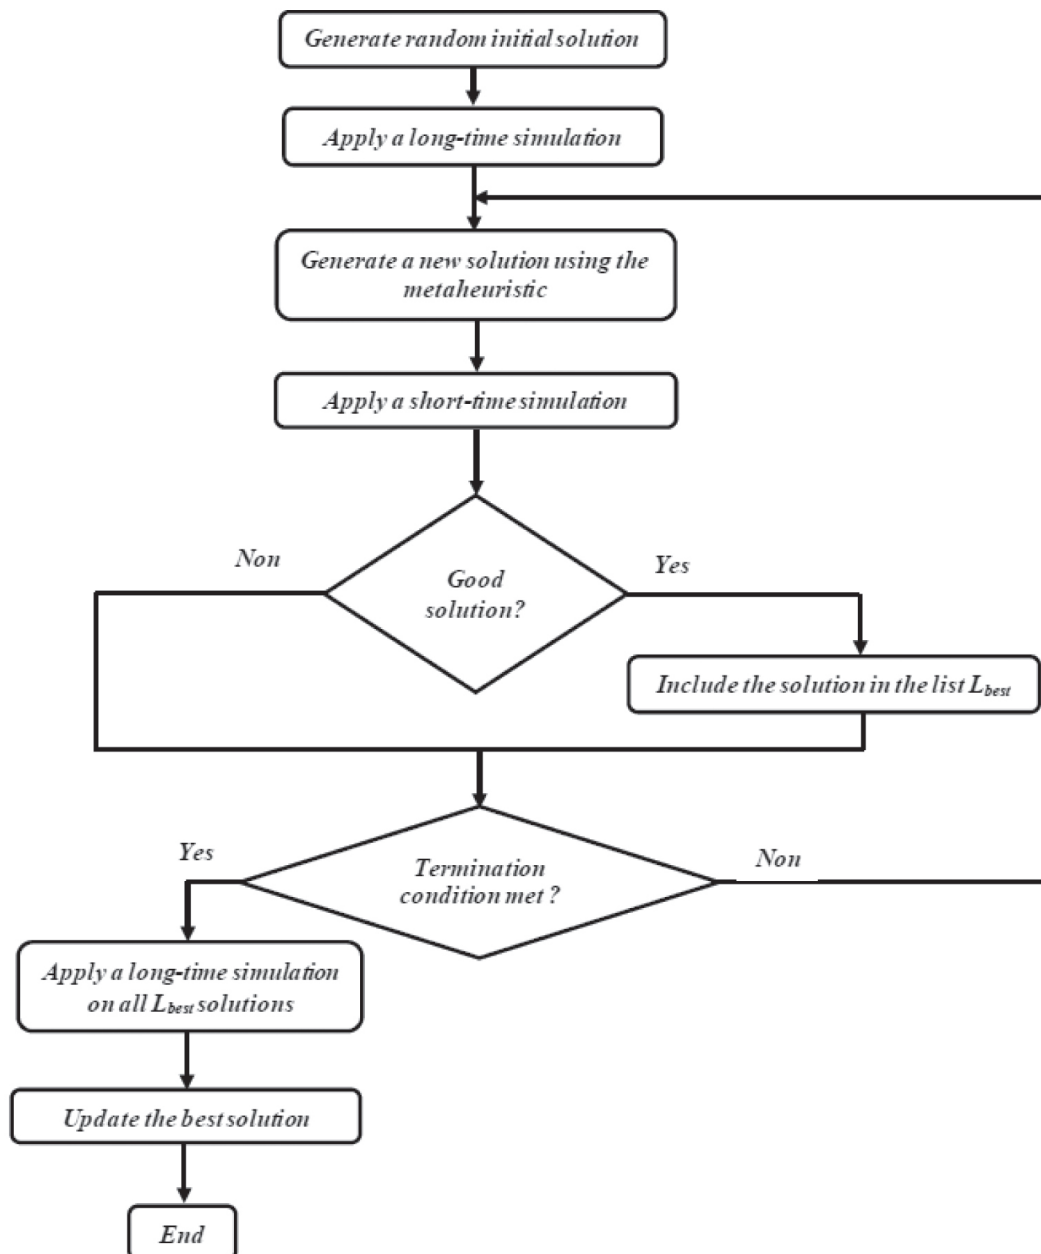 Generate random initial solution
Apply a long-time simulation
Generate a new solution using the
metaheuristic
Apply a short-time simulation
Non
Yes
Good
solution?
Include the solution in the list Lbest
Yes
Non
Termination
condition met ?
Apply a long-time simulation
on all Lbest solutions
Update the best solution
End